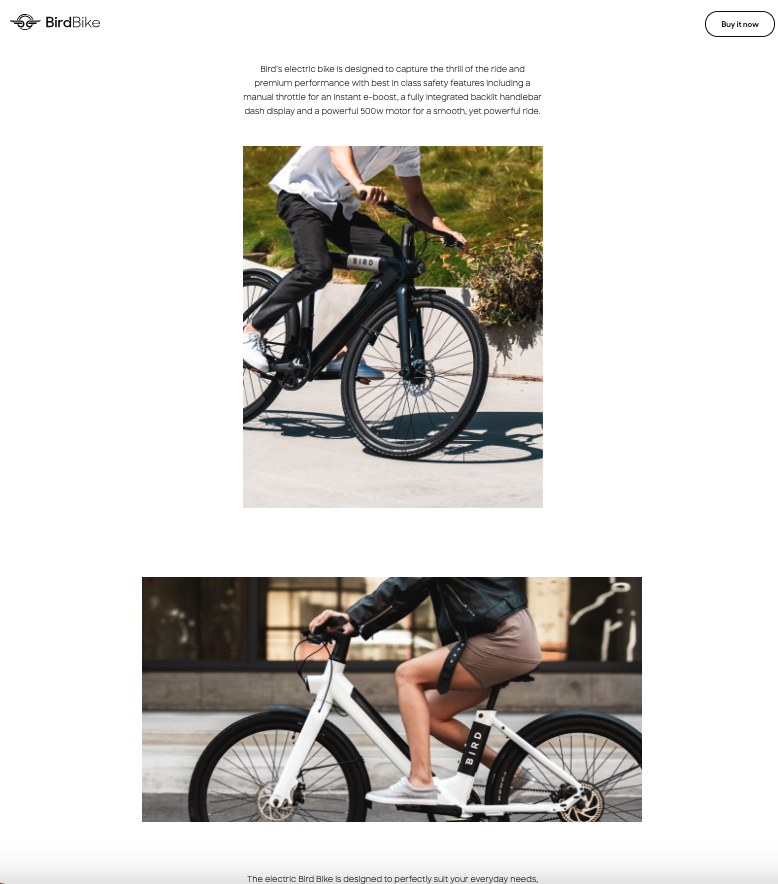 BirdBike
Buy it now
Bird's electric bike is designed to capture the thrill of the ride and
premium performance with best in class safety features including a
manual throttle for an instant e-boost, a fully integrated backlit handlebar
dash display and a powerful 500w motor for a smooth, yet powerful ride.
BIRD
BIRD
The electric Bird Bike is designed to perfectly suit your everyday needs,